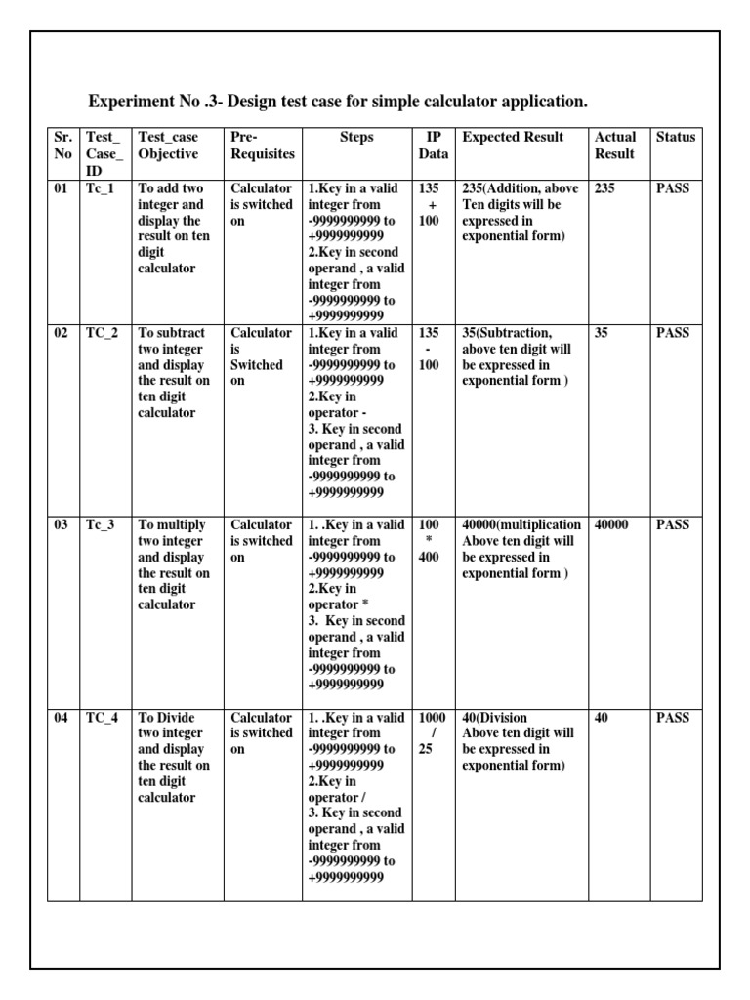 Experiment No .3- Design test case for simple calculator application.
Sr. No | Test_ Case_ ID | Test_case Objective | Pre- Requisites | Steps | IP Data | Expected Result | Actual Result | Status
01 | Tc_1 | To add two integer and display the result on ten digit calculator | Calculator is switched on | 1.Key in a valid integer from -9999999999 to +9999999999 2.Key in second operand , a valid integer from -9999999999 to +9999999999 | 135 + 100 | 235(Addition, above Ten digits will be expressed in exponential form) | 235 | PASS
02 | TC_2 | To subtract two integer and display the result on ten digit calculator | Calculator is Switched on | 1.Key in a valid integer from -9999999999 to +9999999999 2.Key in operator - 3. Key in second operand , a valid integer from -9999999999 to +9999999999 | 135 - 100 | 35(Subtraction, above ten digit will be expressed in exponential form ) | 35 | PASS
03 | Tc_3 | To multiply two integer and display the result on ten digit calculator | Calculator is switched on | 1. .Key in a valid integer from -9999999999 to +9999999999 2.Key in operator * 3. Key in second operand , a valid integer from -9999999999 to +9999999999 | 100 * 400 | 40000(multiplication Above ten digit will be expressed in exponential form ) | 40000 | PASS
04 | TC_4 | To Divide two integer and display the result on ten digit calculator | Calculator is switched on | 1. .Key in a valid integer from -9999999999 to +9999999999 2.Key in operator / 3. Key in second operand , a valid integer from -9999999999 to +9999999999 | 1000 / 25 | 40(Division Above ten digit will be expressed in exponential form) | 40 | PASS